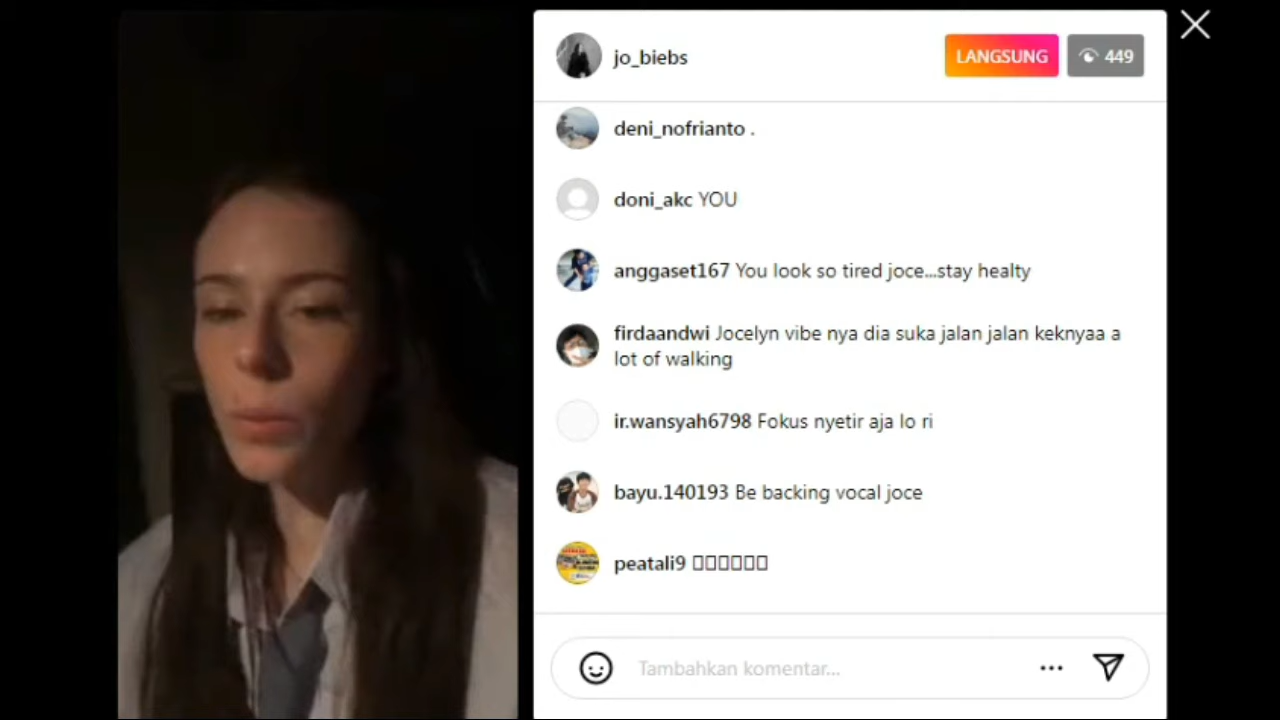 jo_biebs
LANGSUNG
449
deni_nofrianto .
doni_akc YOU
anggaset167 You look so tired joce...stay healty
firdaandwi Jocelyn vibe nya dia suka jalan jalan keknyaa a
lot of walking
ir.wansyah6798 Fokus nyetir aja lo ri
bayu.140193 Be backing vocal joce
peatali9
Tambahkan komentar...